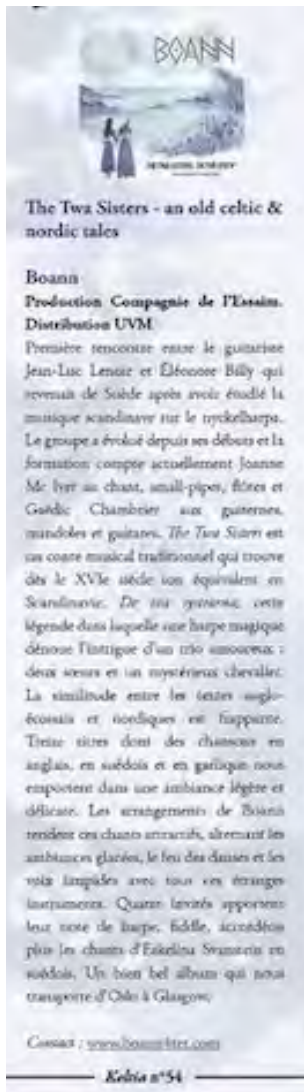 BOANN
The Twa Sisters - an old celtic &
nordic tales
Boann
Production Compagnie de l'Essaim.
Distribution UVM
Première rencontre entre le guitariste
Jean-Luc Lenoir et Éléonore Billy qui
revenait de Suède après avoir étudié la
musique scandinave sur le nyckelharpa.
Le groupe a évolué depuis ses débuts et la
formation compte actuellement Joanne
Mc Iver au chant, small-pipes, flûtes et
Gaëdic Chambrier aux guiternes,
mandoles et guitares. The Twa Sisters est
un conte musical traditionnel qui trouve
dès le XVIe siècle son équivalent en
Scandinavie. De två systrarna, cette
légende dans laquelle une harpe magique
dénoue l'intrigue d'un trio amoureux :
deux sœurs et un mystérieux chevalier.
La similitude entre les textes anglo-
écossais et nordiques est frappante.
Treize titres dont des chansons en
anglais, en suédois et en gaélique nous
emportent dans une ambiance légère et
délicate. Les arrangements de Boann
rendent ces chants attractifs, alternant les
ambiances glacées, le feu des danses et les
voix limpides avec tous ces étranges
instruments. Quatre invités apportent
leur note de harpe, fiddle, accordéon
plus les chants d'Eskelina Svanstein en
suédois. Un bien bel album qui nous
transporte d'Oslo à Glasgow.
Contact :
Keltia n°54